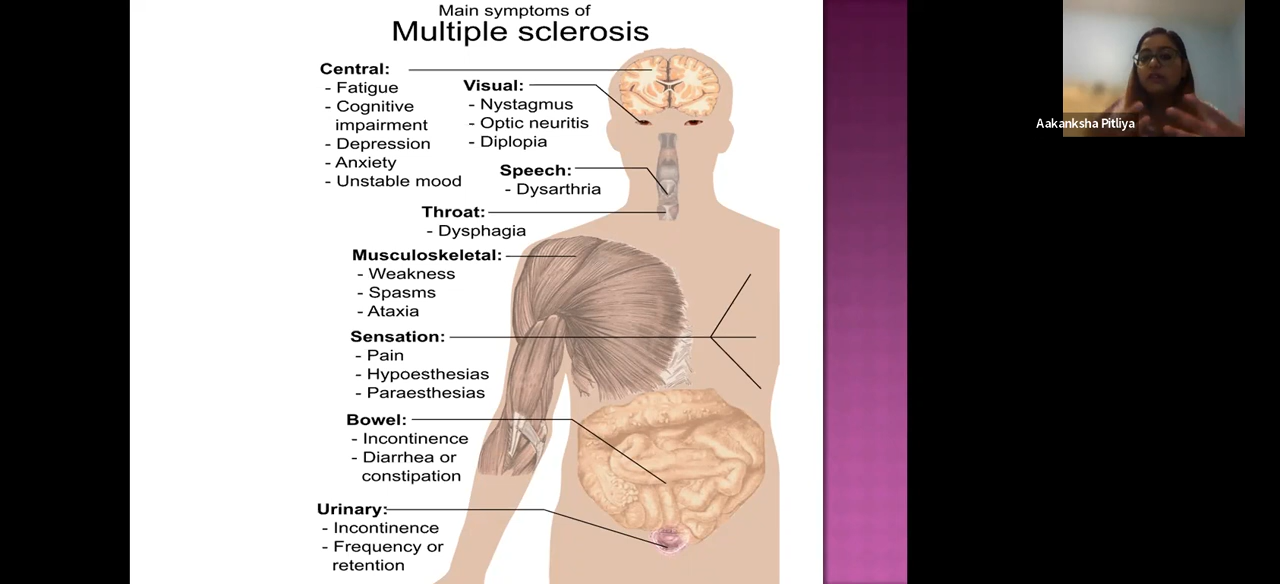 Main symptoms of
Multiple sclerosis
Central:
- Fatigue
- Cognitive
impairment
- Depression
- Anxiety
- Unstable mood
Visual:
- Nystagmus
- Optic neuritis
- Diplopia
Speech:
- Dysarthria
Throat:
- Dysphagia
Musculoskeletal:
- Weakness
- Spasms
- Ataxia
Sensation:
- Pain
- Hypoesthesias
- Paraesthesias
Bowel:
- Incontinence
- Diarrhea or
constipation
Urinary:
- Incontinence
- Frequency or
retention
Aakanksha Pitliya